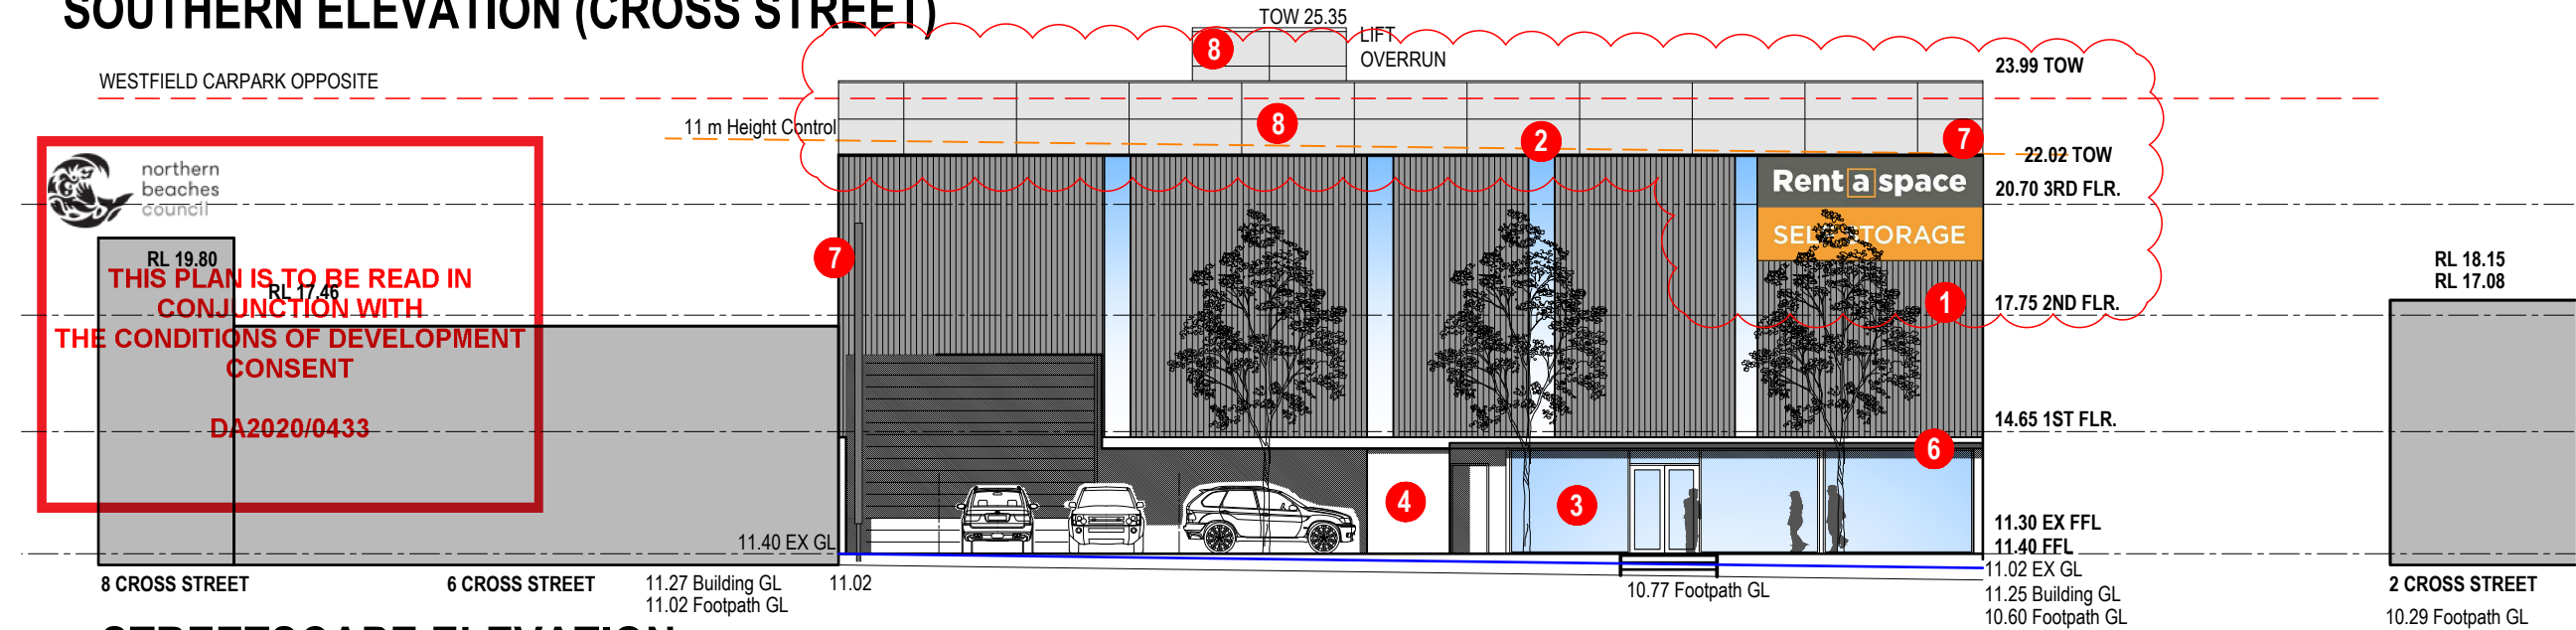 SOUTHERN ELEVATION (CROSS STREET)
TOW 25.35
LIFT
OVERRUN
8
WESTFIELD CARPARK OPPOSITE
23.99 TOW
11 m Height Control
8
2
7
22.02 TOW
northern
beaches
council
Rent a space
20.70 3RD FLR.
SELF STORAGE
RL 19.80
7
THIS PLAN IS TO BE READ IN
RL 17.46
CONJUNCTION WITH
THE CONDITIONS OF DEVELOPMENT
CONSENT
DA2020/0433
1
17.75 2ND FLR.
RL 18.15
RL 17.08
14.65 1ST FLR.
6
4
3
11.40 EX GL
11.30 EX FFL
11.40 FFL
11.02 EX GL
8 CROSS STREET
6 CROSS STREET
11.27 Building GL
11.02 Footpath GL
11.02
10.77 Footpath GL
11.25 Building GL
10.60 Footpath GL
2 CROSS STREET
10.29 Footpath GL
STREETSCAPE ELEVATION